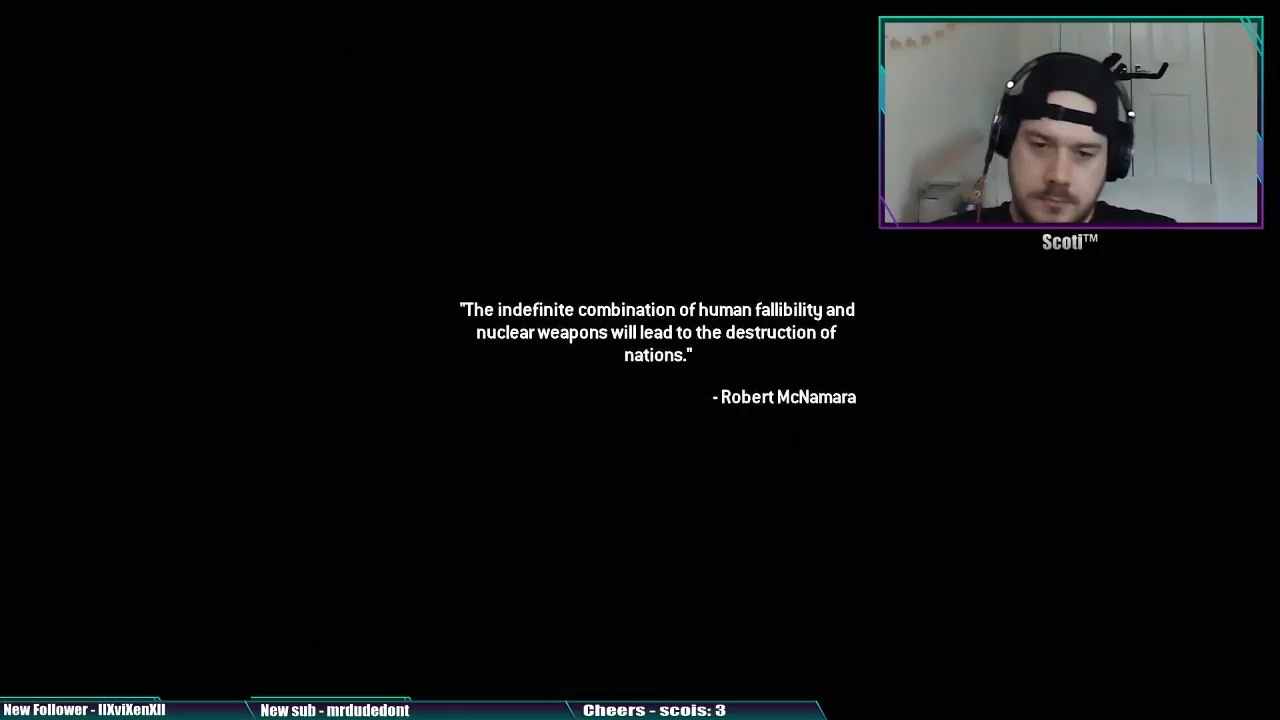 Scoti™
"The indefinite combination of human fallibility and
nuclear weapons will lead to the destruction of
nations."
- Robert McNamara
New Follower - IIXviXenXII
New sub - mrdudedont
Cheers - scois: 3